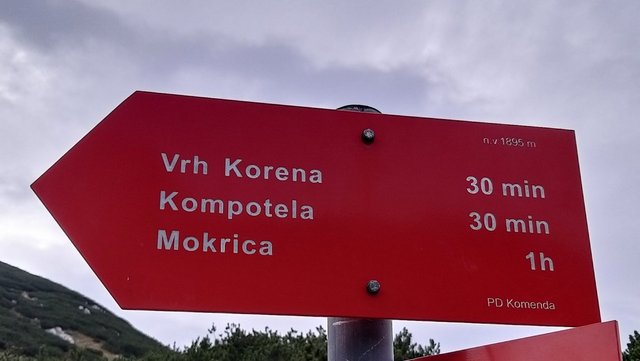 n.v.1895 m
Vrh Korena 30 min
Kompotela 30 min
Mokrica 1h
PD Komenda